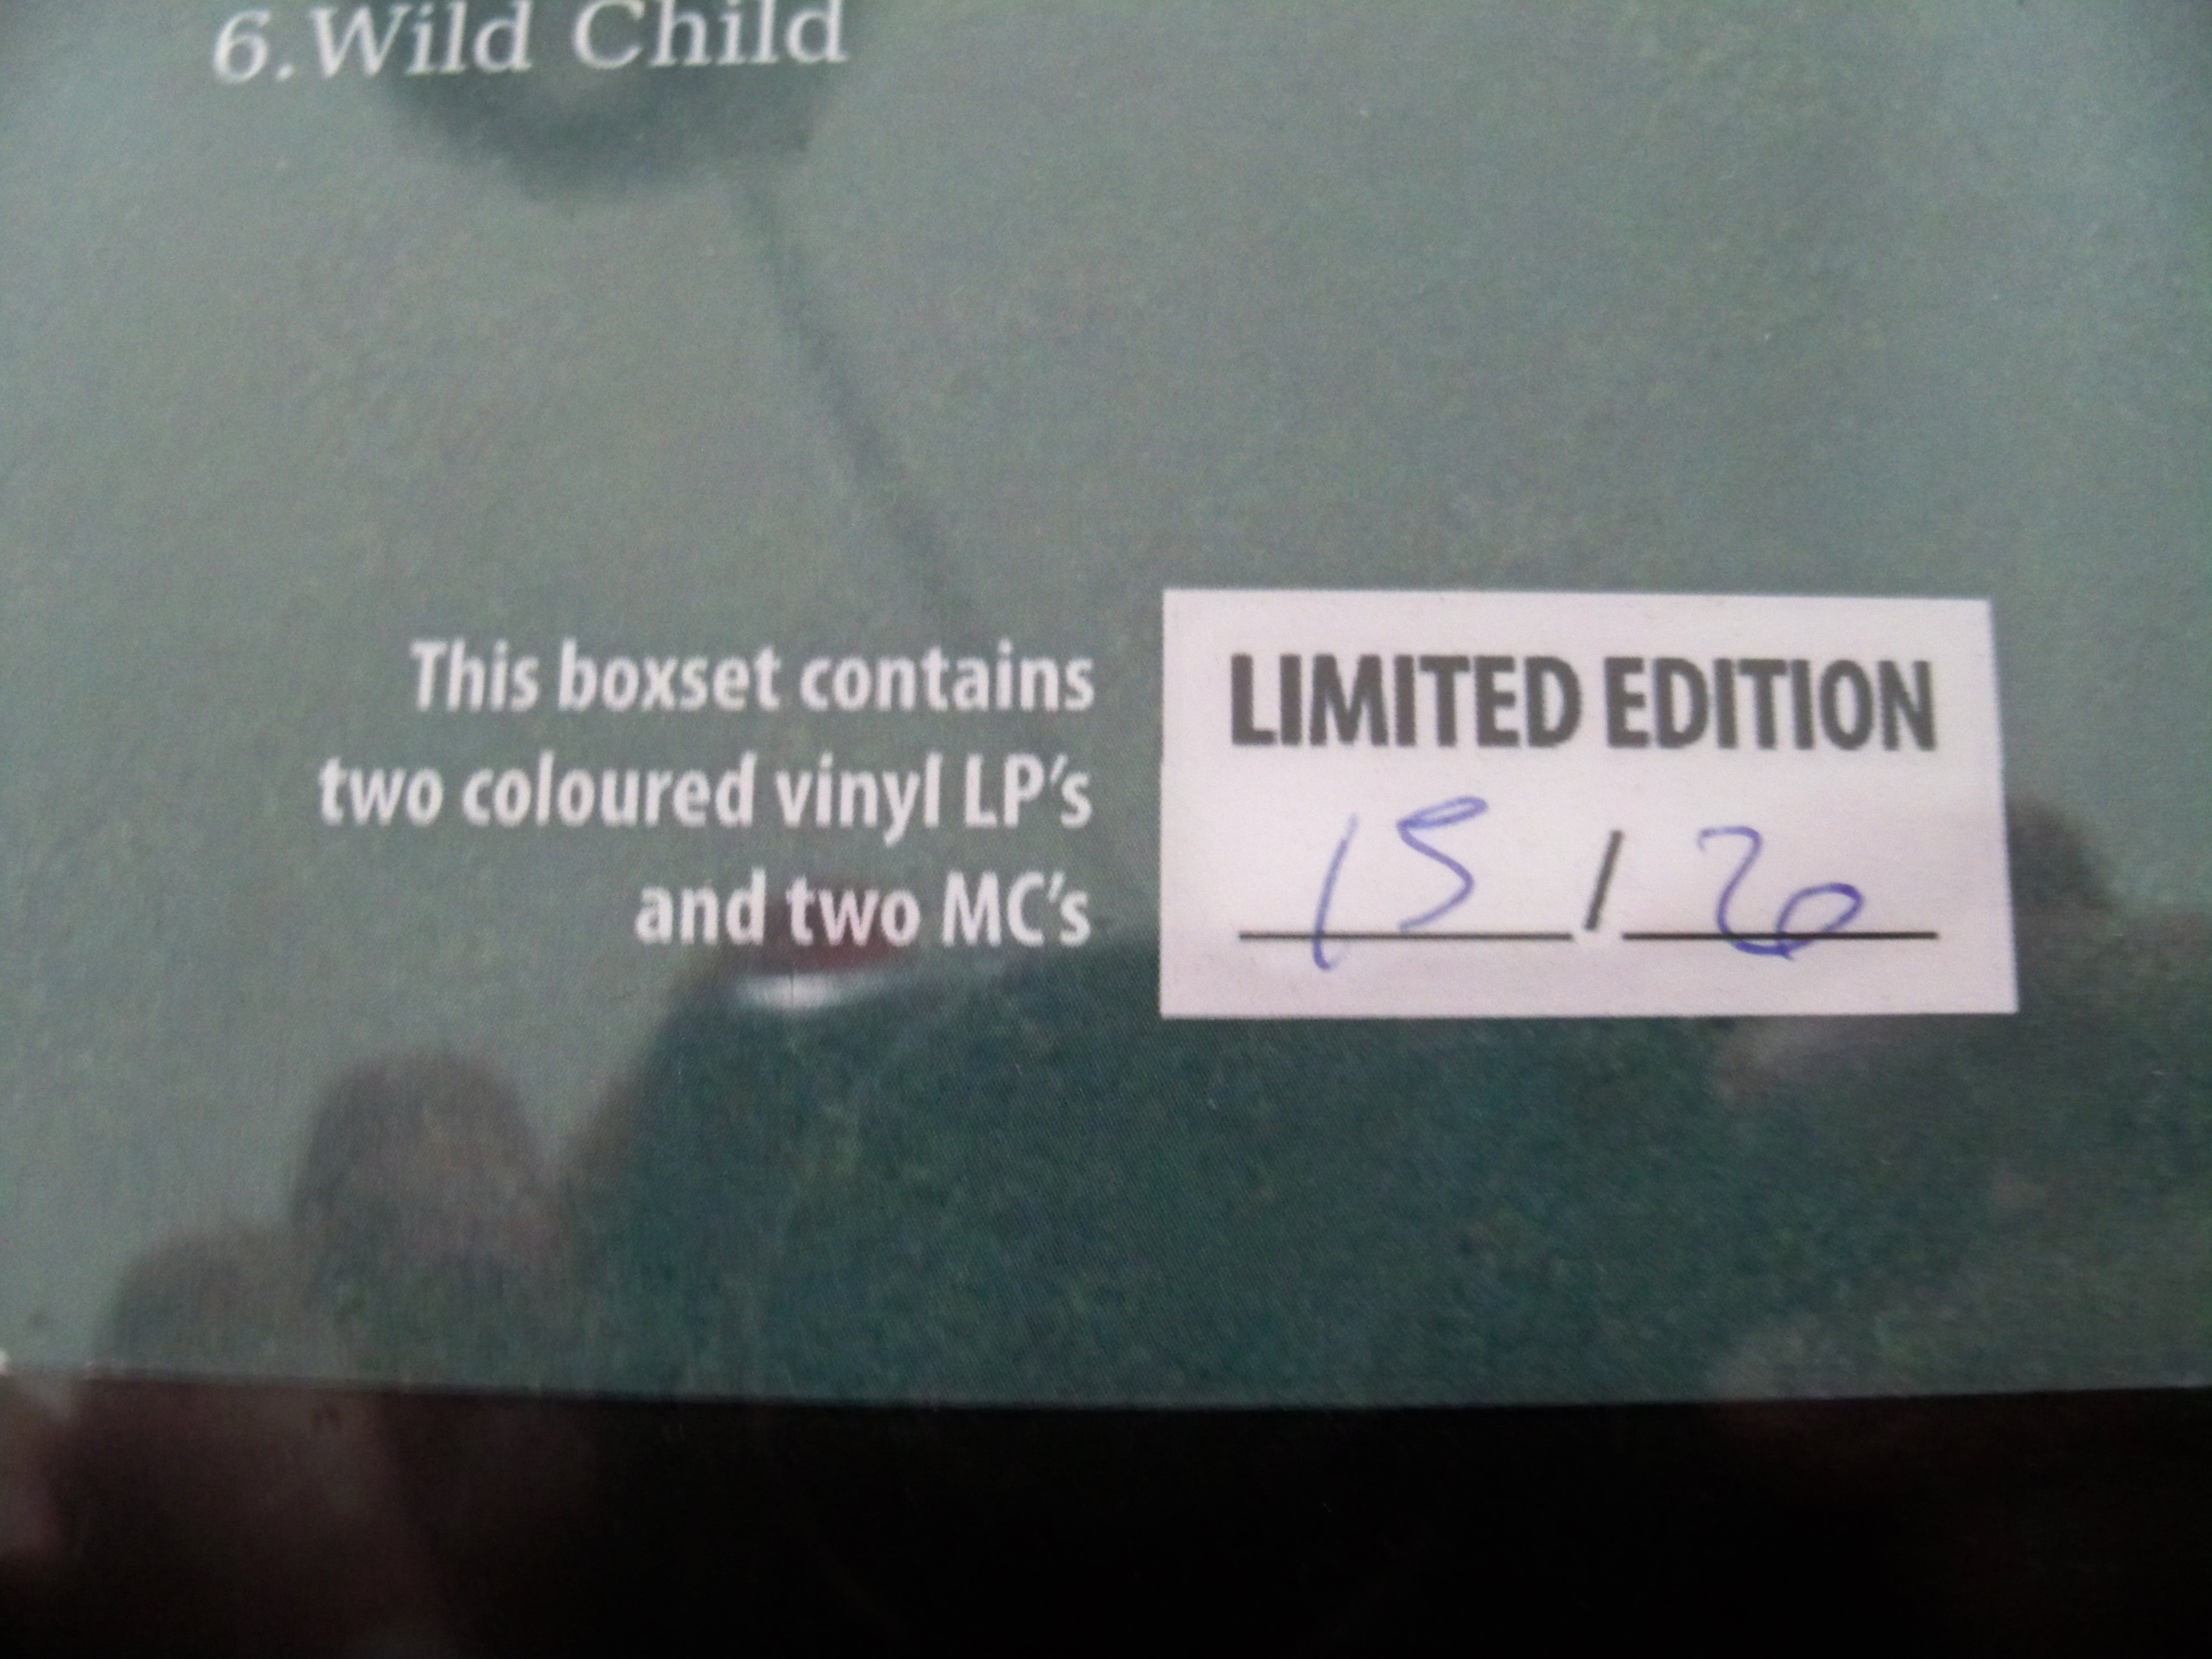 6. Wild Child
This boxset contains
two coloured vinyl LP's
and two MC's
LIMITED EDITION
15 / 20